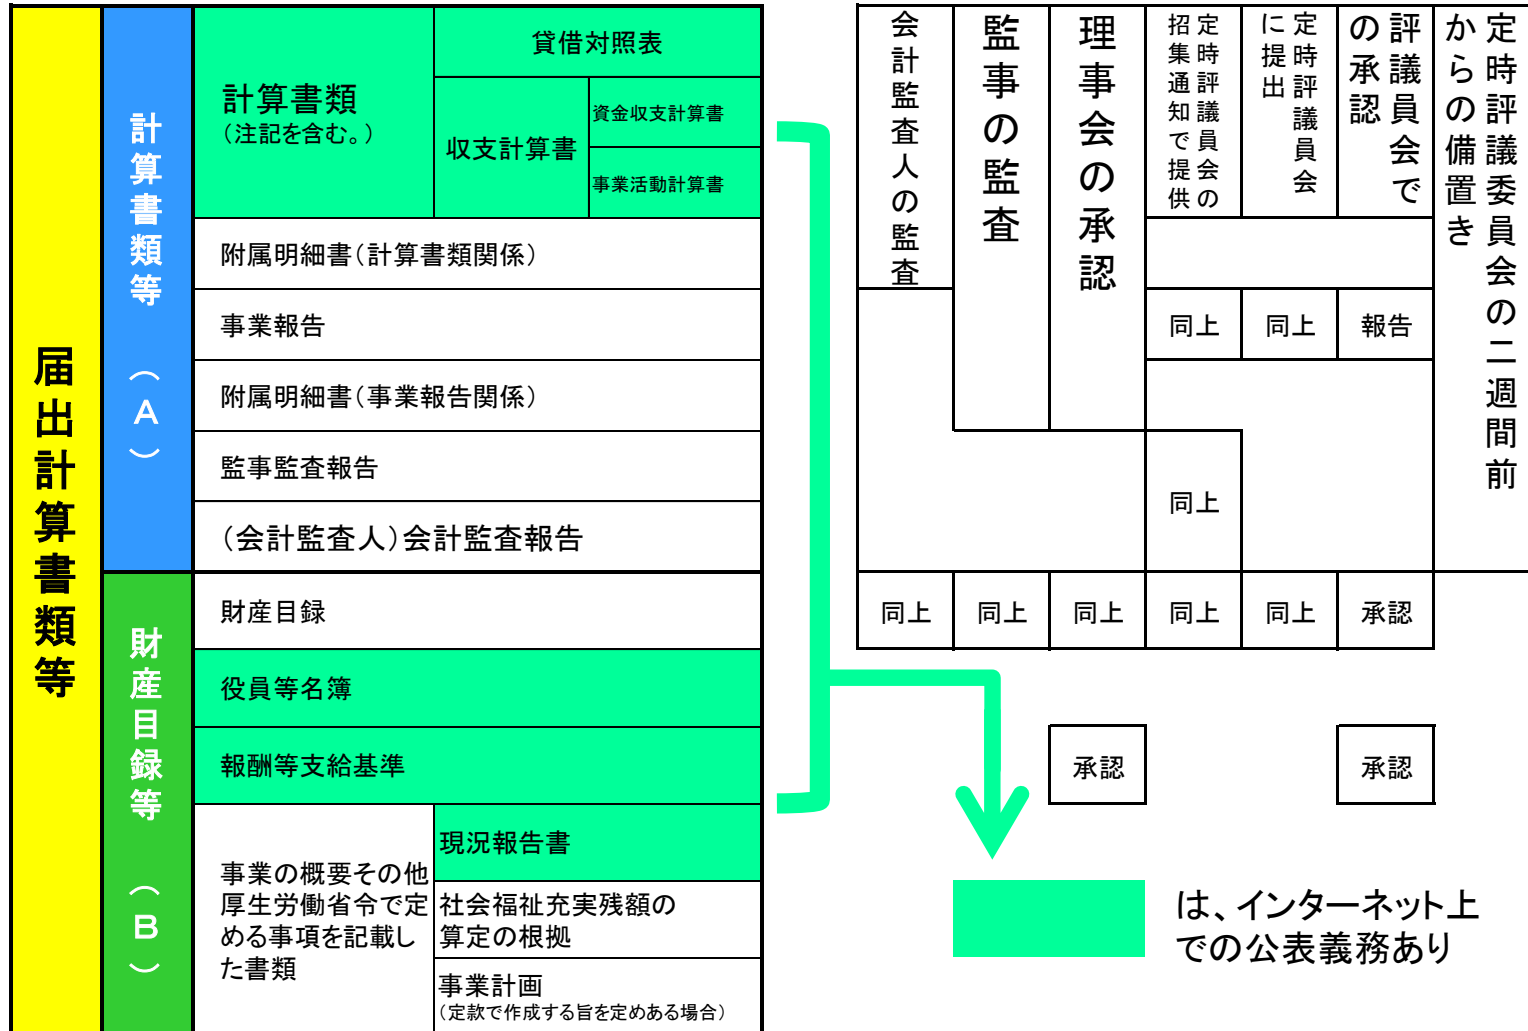 届出計算書類等
計算書類等（A）
計算書類
（注記を含む。）
貸借対照表
収支計算書
資金収支計算書
事業活動計算書
附属明細書（計算書類関係）
事業報告
附属明細書（事業報告関係）
監事監査報告
（会計監査人）会計監査報告
財産目録等（B）
財産目録
役員等名簿
報酬等支給基準
事業の概要その他
厚生労働省令で定
める事項を記載し
た書類
現況報告書
社会福祉充実残額の
算定の根拠
事業計画
（定款で作成する旨を定めある場合）
会計監査人の監査
監事の監査
理事会の承認
定時評議員会の
招集通知で提供
定時評議員会
に提出
評議員会で
の承認
定時評議委員会の二週間前
からの備置き
同上
同上
報告
同上
同上
同上
同上
同上
同上
承認
承認
承認
は、インターネット上
での公表義務あり